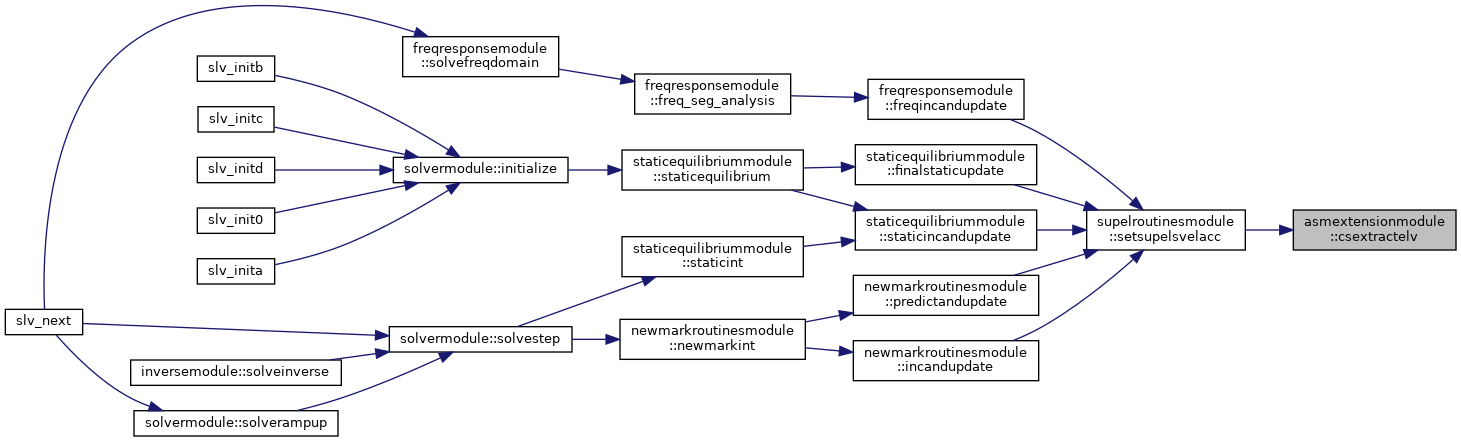 freqresponsemodule
::solvefreqdomain
slv_initb
freqresponsemodule
::freq_seg_analysis
freqresponsemodule
::freqincandupdate
slv_initc
staticequilibriummodule
::finalstaticupdate
slv_initd
solvermodule::initialize
staticequilibriummodule
::staticequilibrium
slv_init0
staticequilibriummodule
::staticincandupdate
supelroutinesmodule
::setsupelsvelacc
asmextensionmodule
::csextractelv
slv_inita
staticequilibriummodule
::staticint
newmarkroutinesmodule
::predictandupdate
slv_next
solvermodule::solvestep
newmarkroutinesmodule
::newmarkint
newmarkroutinesmodule
::incandupdate
inversemodule::solveinverse
solvermodule::solverampup